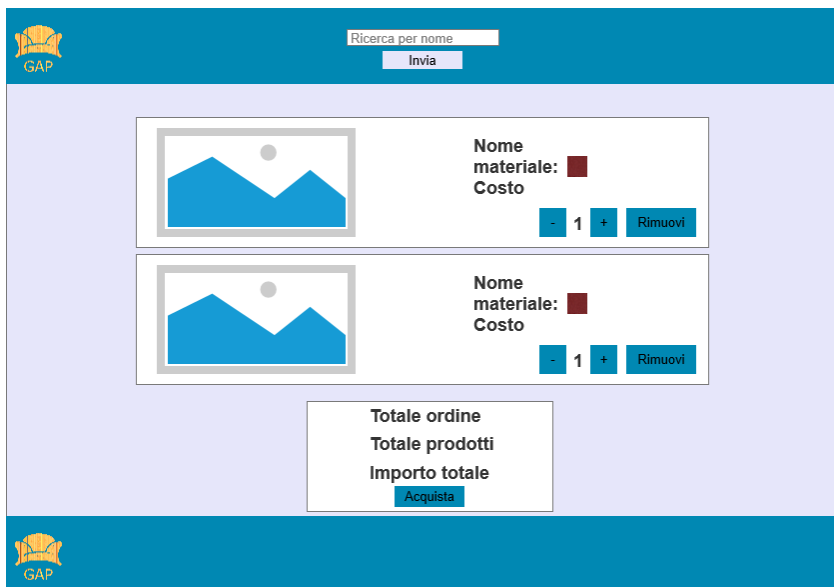 GAP
Ricerca per nome
Invia
Nome
materiale:
Costo
- 1 + Rimuovi
Nome
materiale:
Costo
- 1 + Rimuovi
Totale ordine
Totale prodotti
Importo totale
Acquista
GAP